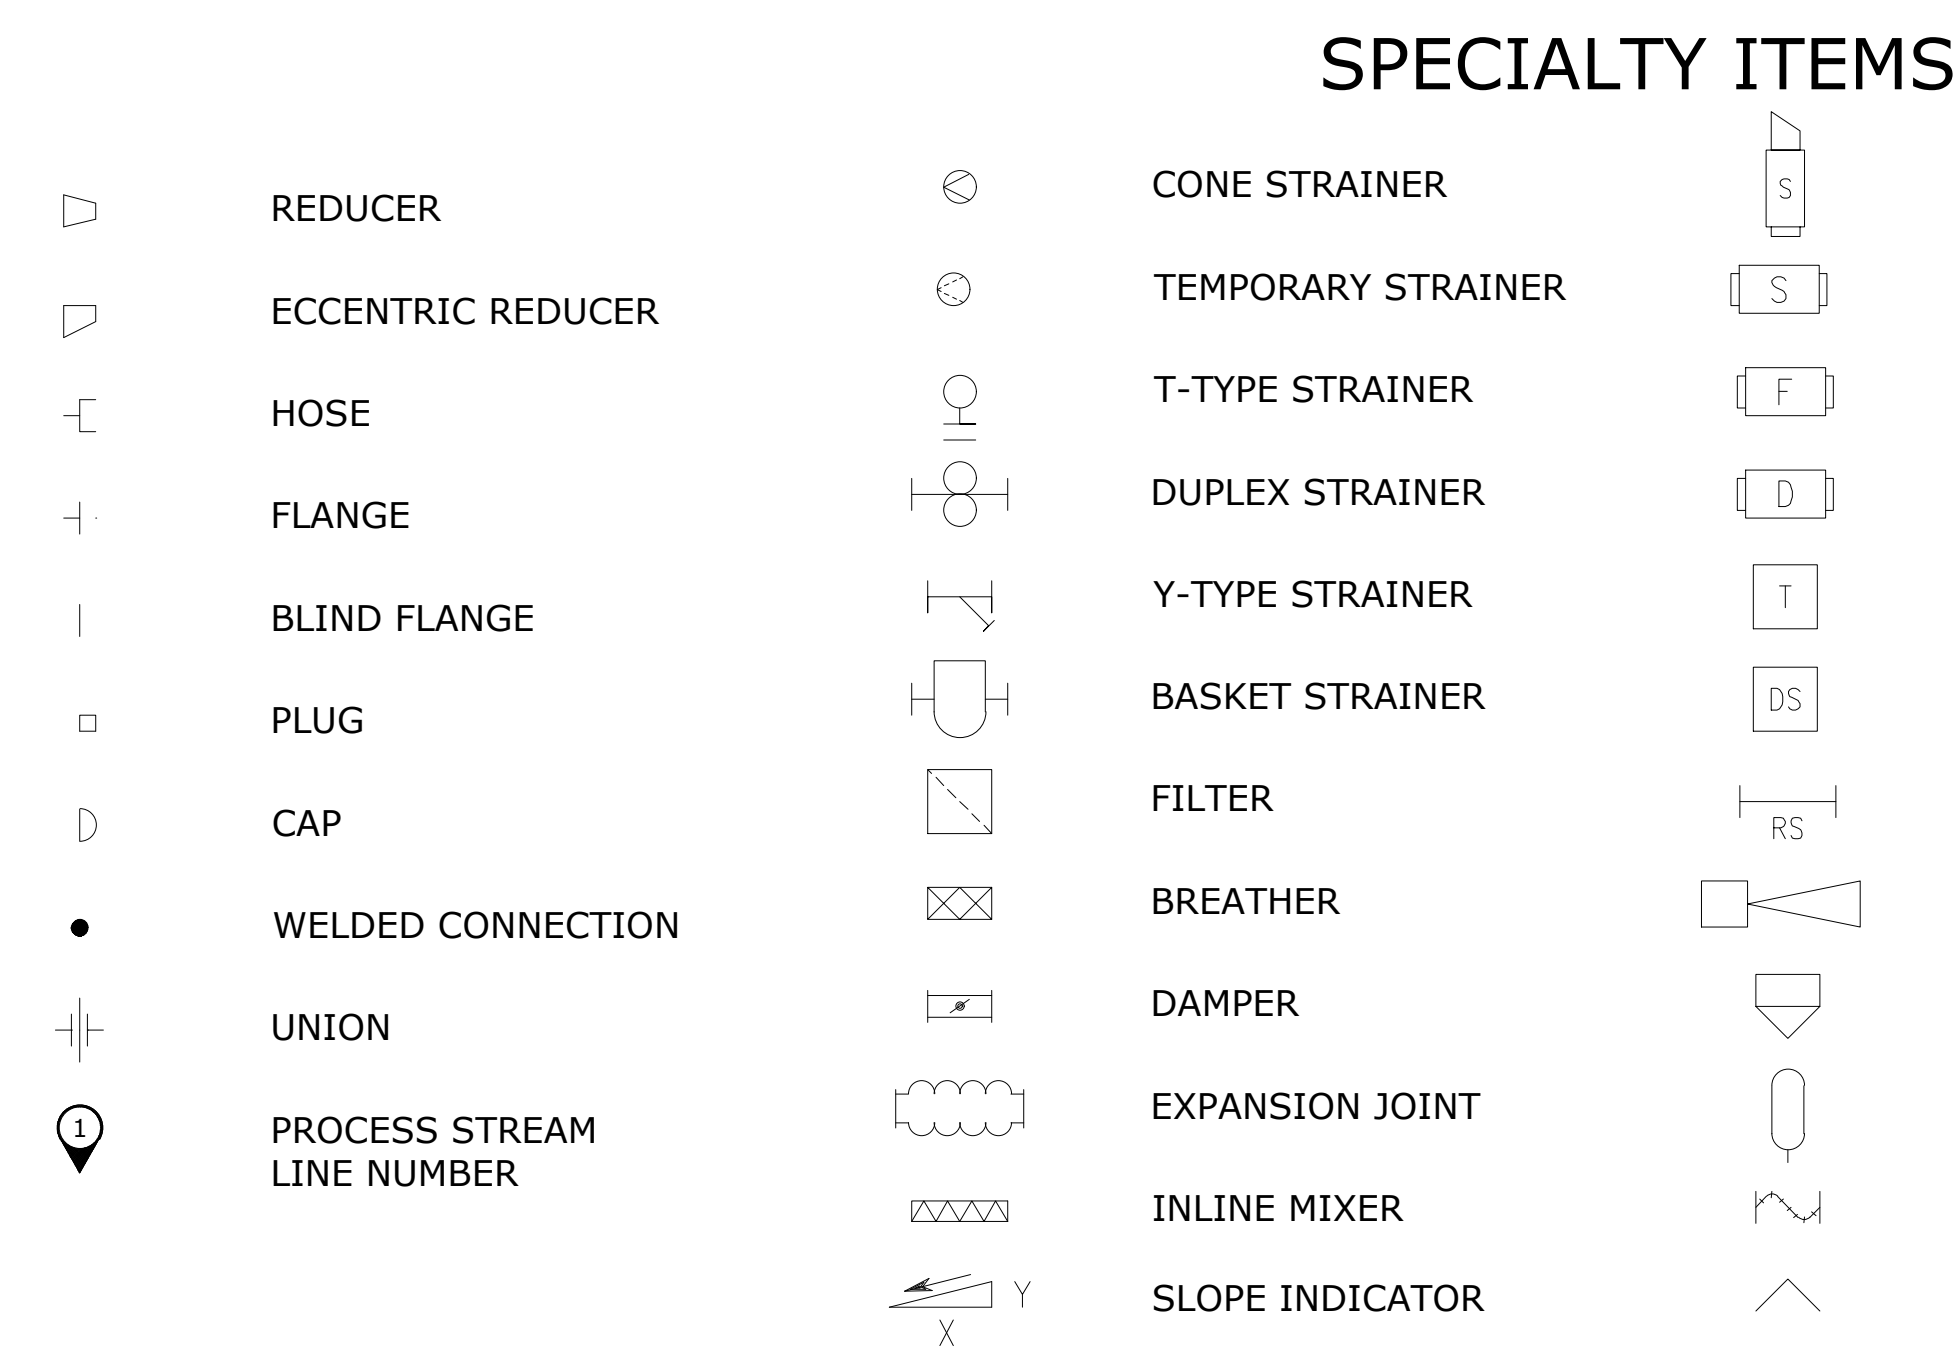 SPECIALTY ITEMS
REDUCER
ECCENTRIC REDUCER
HOSE
FLANGE
BLIND FLANGE
PLUG
CAP
WELDED CONNECTION
UNION
1
PROCESS STREAM
LINE NUMBER
CONE STRAINER
TEMPORARY STRAINER
T-TYPE STRAINER
DUPLEX STRAINER
Y-TYPE STRAINER
BASKET STRAINER
FILTER
BREATHER
DAMPER
EXPANSION JOINT
INLINE MIXER
Y
X
SLOPE INDICATOR
S
S
F
D
T
DS
RS